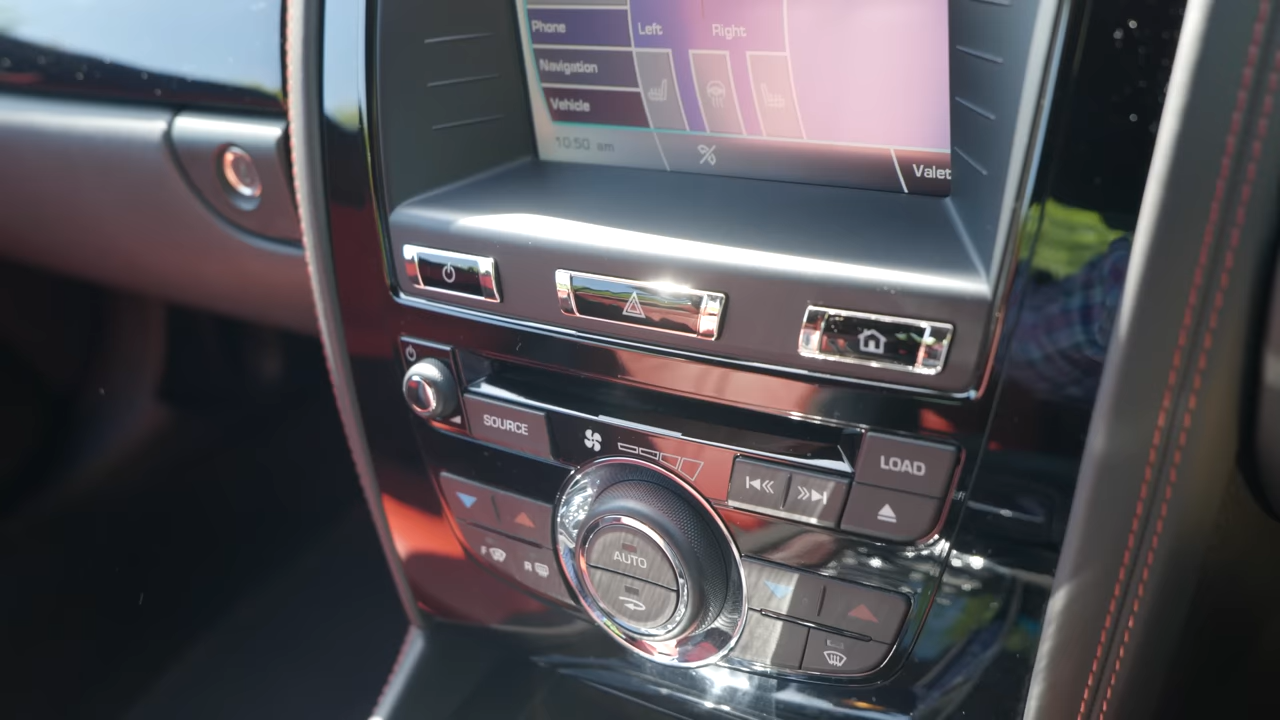 Phone
Left
Right
Navigation
Vehicle
10:50 am
Valet
SOURCE
LOAD
AUTO
F
R